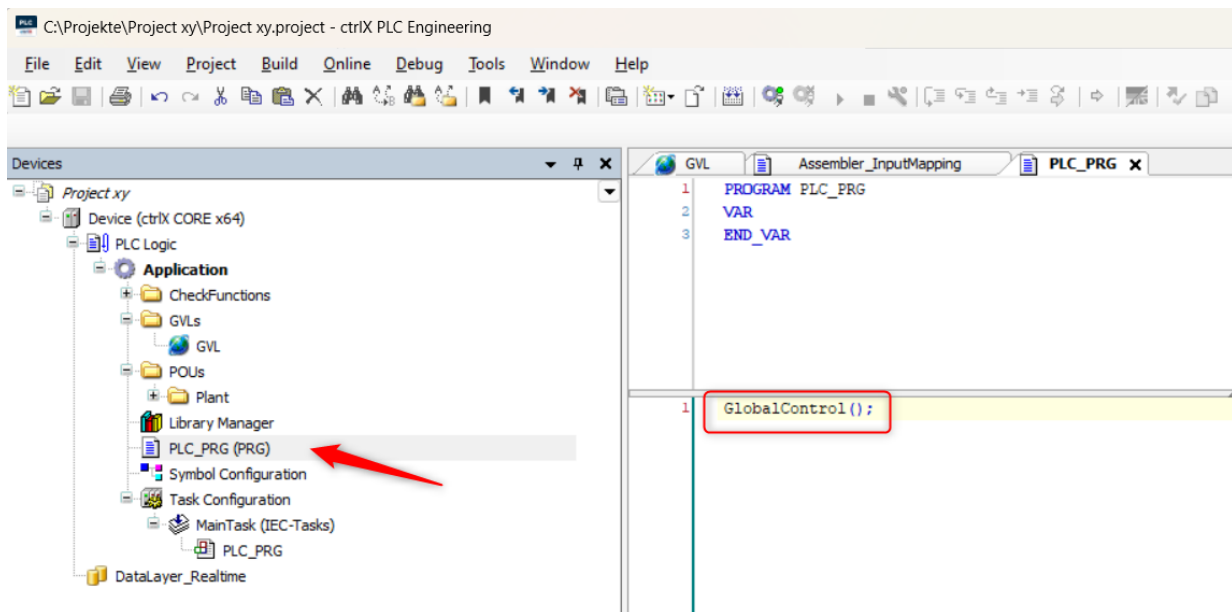 PLC
C:\Projekte\Project xy\Project xy.project - ctrlX PLC Engineering
File Edit View Project Build Online Debug Tools Window Help
Devices
Project xy
Device (ctrlX CORE x64)
PLC Logic
Application
CheckFunctions
GVLs
GVL
POUs
Plant
Library Manager
PLC_PRG (PRG)
Symbol Configuration
Task Configuration
MainTask (IEC-Tasks)
PLC_PRG
DataLayer_Realtime
GVL Assembler_InputMapping PLC_PRG
1 PROGRAM PLC_PRG
2 VAR
3 END_VAR
1 GlobalControl();